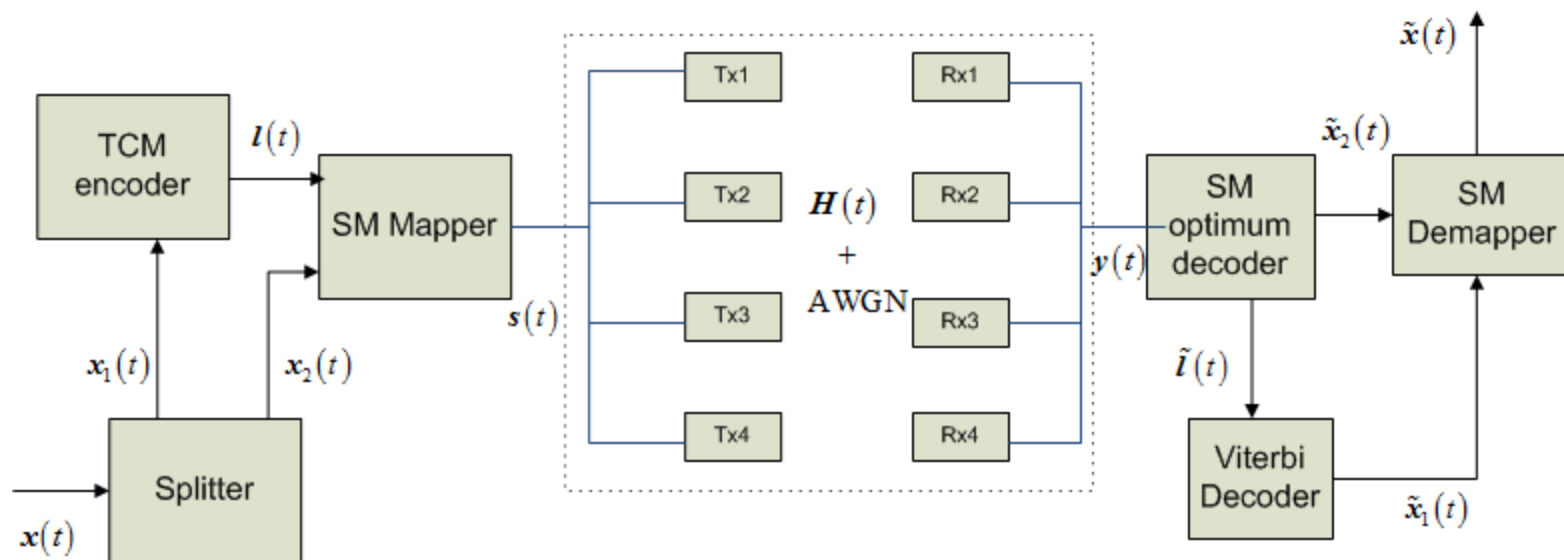 x̃(t)
Tx1
Rx1
TCM
encoder
l(t)
x̃₂(t)
SM Mapper
SM
optimum
decoder
SM
Demapper
Tx2
H(t)
Rx2
+
y(t)
AWGN
s(t)
Tx3
Rx3
x₁(t)
x₂(t)
l̃(t)
Tx4
Rx4
Splitter
Viterbi
Decoder
x(t)
x̃₁(t)